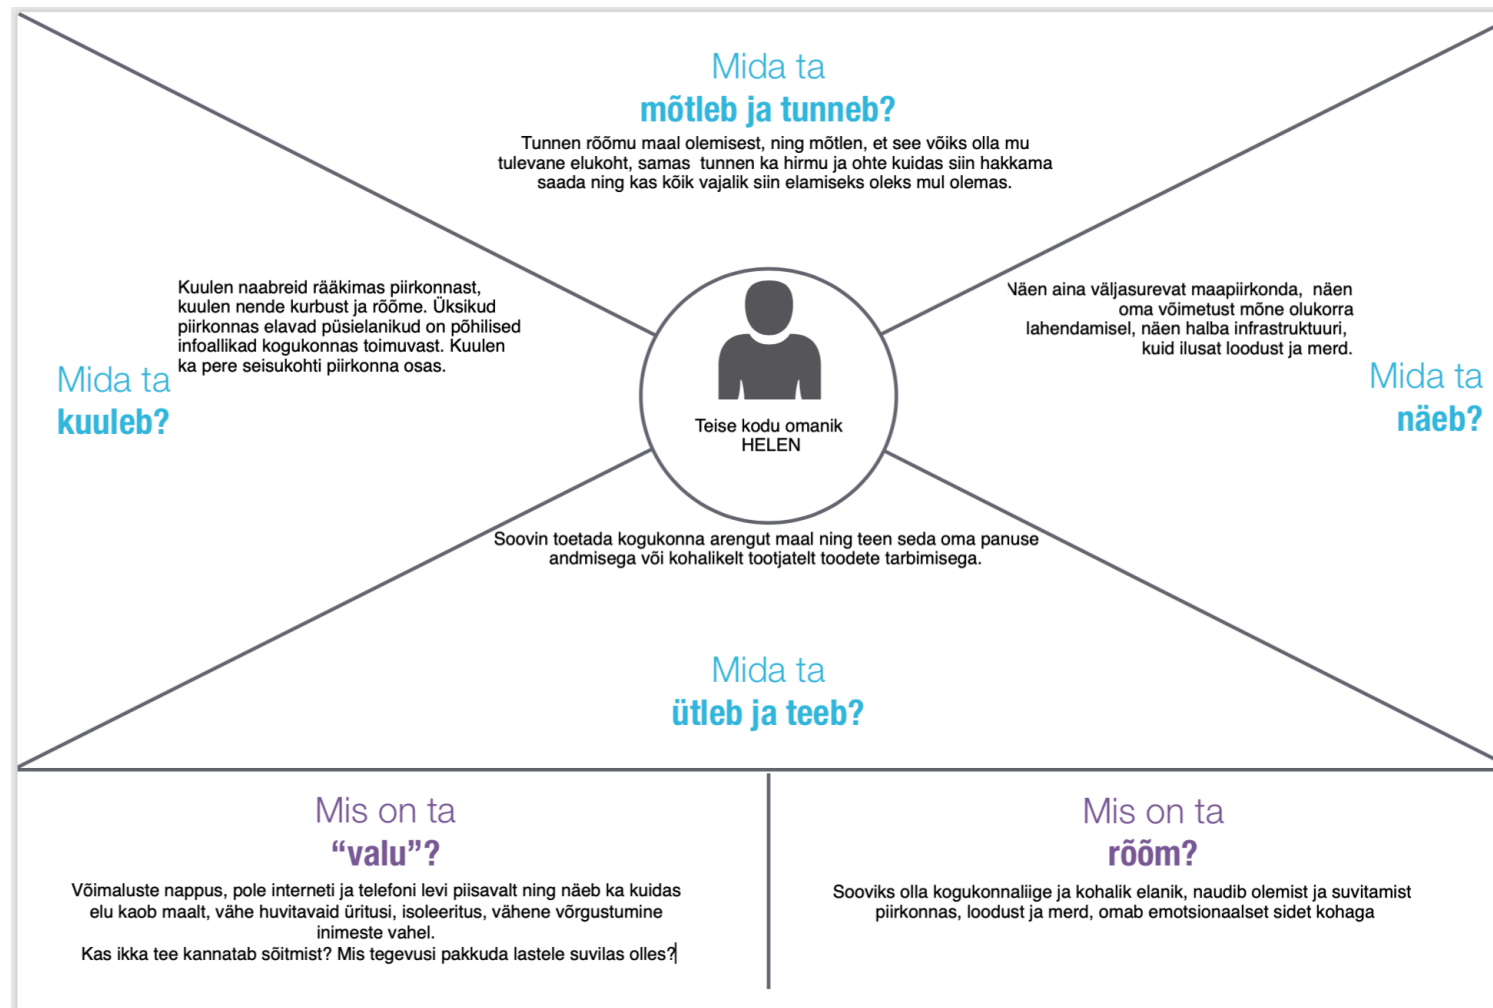 Mida ta
mõtleb ja tunneb?
Tunnen rõõmu maal olemisest, ning mõtlen, et see võiks olla mu
tulevane elukoht, samas tunnen ka hirmu ja ohte kuidas siin hakkama
saada ning kas kõik vajalik siin elamiseks oleks mul olemas.
Kuulen naabreid rääkimas piirkonnast,
kuulen nende kurbust ja rõõme. Üksikud
piirkonnas elavad püsielanikud on põhilised
infoallikad kogukonnas toimuvast. Kuulen
ka pere seisukohti piirkonna osas.
Mida ta
kuuleb?
Teise kodu omanik
HELEN
Näen aina väljasurevat maapiirkonda, näen
oma võimetust mõne olukorra
lahendamisel, näen halba infrastruktuuri,
kuid ilusat loodust ja merd.
Mida ta
näeb?
Soovin toetada kogukonna arengut maal ning teen seda oma panuse
andmisega või kohalikelt tootjatelt toodete tarbimisega.
Mida ta
ütleb ja teeb?
Mis on ta
“valu”?
Võimaluste nappus, pole interneti ja telefoni levi piisavalt ning näeb ka kuidas
elu kaob maalt, vähe huvitavaid üritusi, isoleeritus, vähene võrgustumine
inimeste vahel.
Kas ikka tee kannatab sõitmist? Mis tegevusi pakkuda lastele suvilas olles?
Mis on ta
rõõm?
Sooviks olla kogukonnaliige ja kohalik elanik, naudib olemist ja suvitamist
piirkonnas, loodust ja merd, omab emotsionaalset sidet kohaga